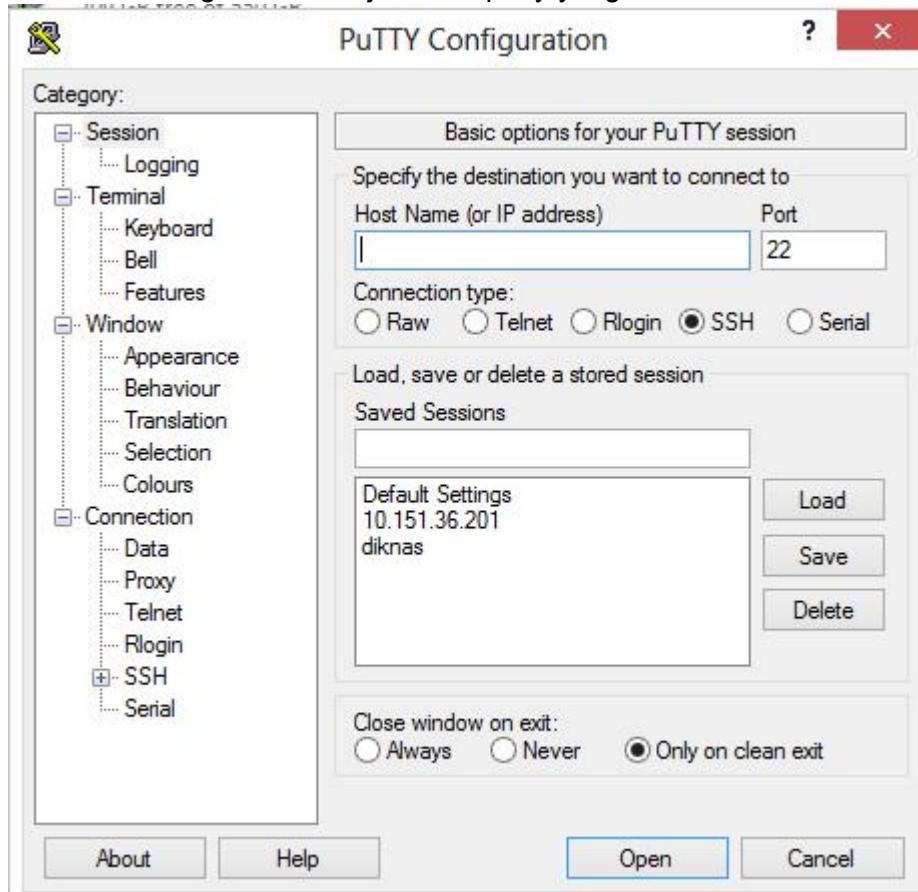 PuTTY Configuration
?
×
Category:
Session
Logging
Terminal
Keyboard
Bell
Features
Window
Appearance
Behaviour
Translation
Selection
Colours
Connection
Data
Proxy
Telnet
Rlogin
SSH
Serial
Basic options for your PuTTY session
Specify the destination you want to connect to
Host Name (or IP address) Port
22
Connection type:
Raw Telnet Rlogin SSH Serial
Load, save or delete a stored session
Saved Sessions
Default Settings
10.151.36.201
diknas
Load
Save
Delete
Close window on exit:
Always Never Only on clean exit
About Help Open Cancel